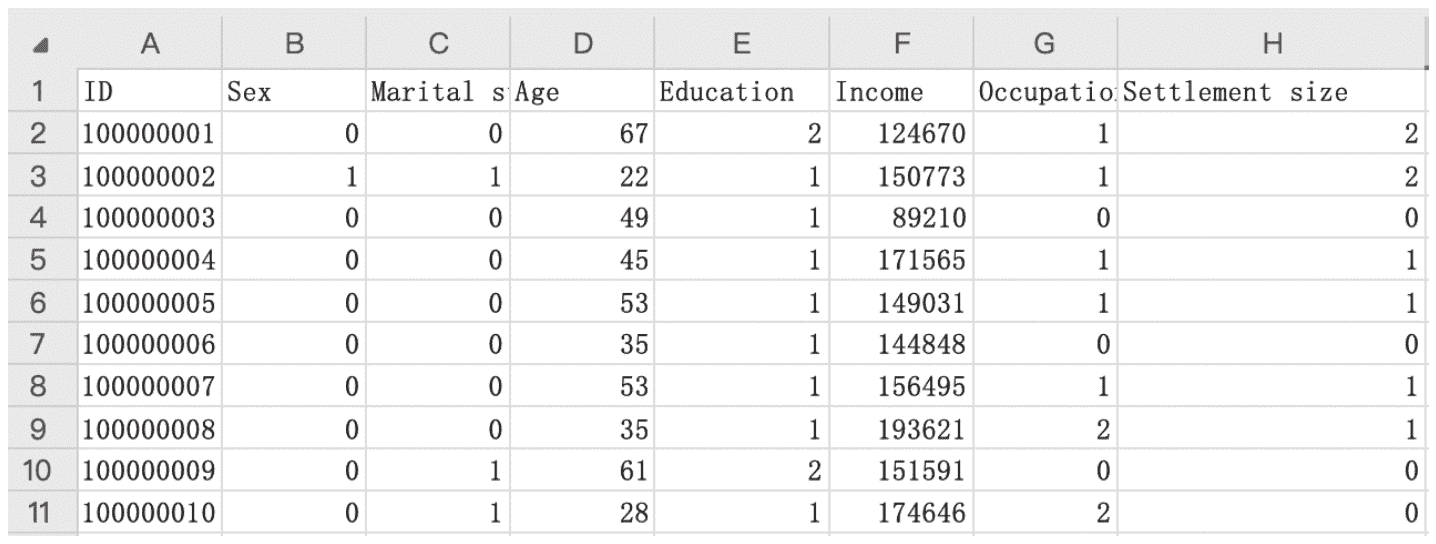 A B C D E F G H
1 ID Sex Marital s Age Education Income Occupatio Settlement size
2 100000001 0 0 67 2 124670 1 2
3 100000002 1 1 22 1 150773 1 2
4 100000003 0 0 49 1 89210 0 0
5 100000004 0 0 45 1 171565 1 1
6 100000005 0 0 53 1 149031 1 1
7 100000006 0 0 35 1 144848 0 0
8 100000007 0 0 53 1 156495 1 1
9 100000008 0 0 35 1 193621 2 1
10 100000009 0 1 61 2 151591 0 0
11 100000010 0 1 28 1 174646 2 0